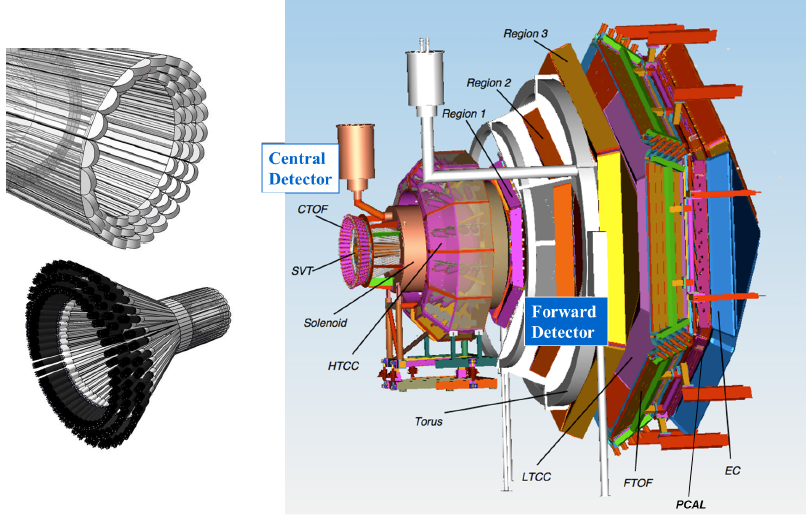 Region 3
Region 2
Region 1
Central
Detector
CTOF
SVT
Solenoid
HTCC
Forward
Detector
Torus
LTCC
FTOF
EC
PCAL